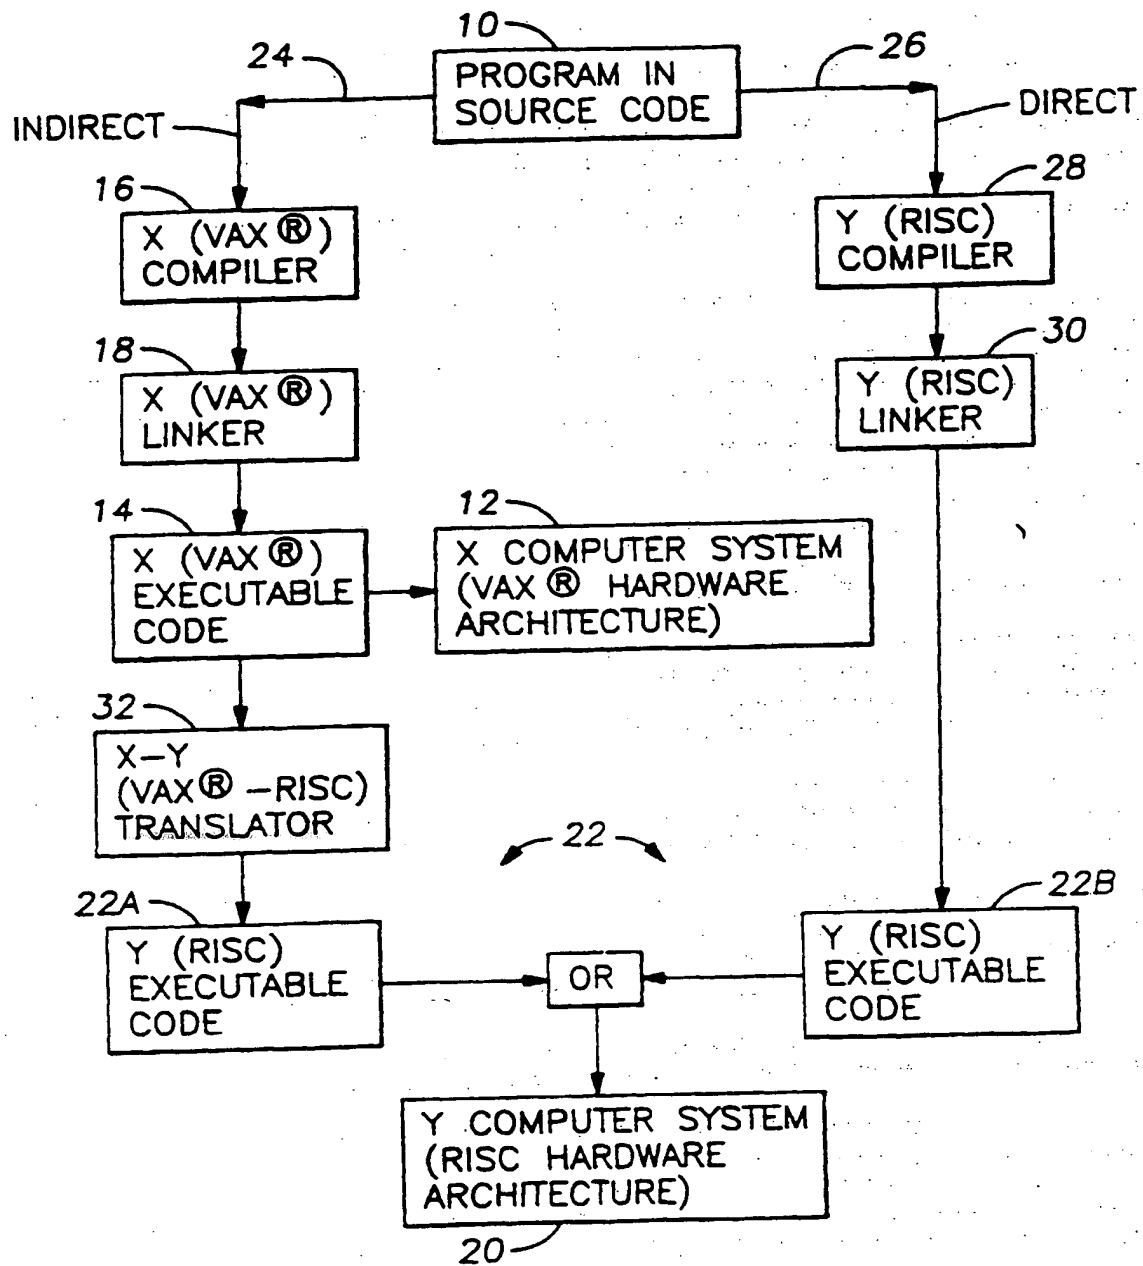 10
24
26
PROGRAM IN
SOURCE CODE
INDIRECT
DIRECT
16
28
X (VAX®)
COMPILER
Y (RISC)
COMPILER
18
30
X (VAX®)
LINKER
Y (RISC)
LINKER
14
12
X (VAX®)
EXECUTABLE
CODE
X COMPUTER SYSTEM
(VAX® HARDWARE
ARCHITECTURE)
32
X-Y
(VAX®-RISC)
TRANSLATOR
22
22A
22B
Y (RISC)
EXECUTABLE
CODE
OR
Y (RISC)
EXECUTABLE
CODE
Y COMPUTER SYSTEM
(RISC HARDWARE
ARCHITECTURE)
20